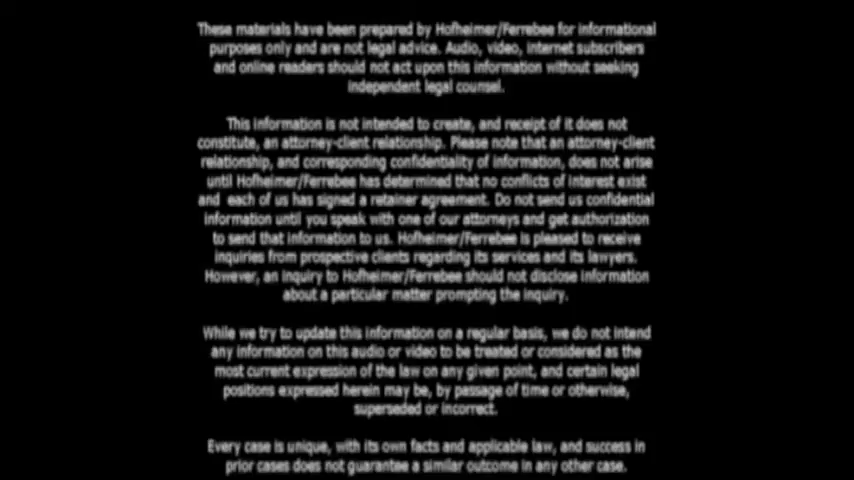 These materials have been prepared by Hofheimer/Ferrebee for informational
purposes only and are not legal advice. Audio, video, internet subscribers
and online readers should not act upon this information without seeking
independent legal counsel.
This information is not intended to create, and receipt of it does not
constitute, an attorney-client relationship. Please note that an attorney-client
relationship, and corresponding confidentiality of information, does not arise
until Hofheimer/Ferrebee has determined that no conflicts of interest exist
and each of us has signed a retainer agreement. Do not send us confidential
information until you speak with one of our attorneys and get authorization
to send that information to us. Hofheimer/Ferrebee is pleased to receive
inquiries from prospective clients regarding its services and its lawyers.
However, an inquiry to Hofheimer/Ferrebee should not disclose information
about a particular matter prompting the inquiry.
While we try to update this information on a regular basis, we do not intend
any information on this audio or video to be treated or considered as the
most current expression of the law on any given point, and certain legal
positions expressed herein may be, by passage of time or otherwise,
superseded or incorrect.
Every case is unique, with its own facts and applicable law, and success in
prior cases does not guarantee a similar outcome in any other case.